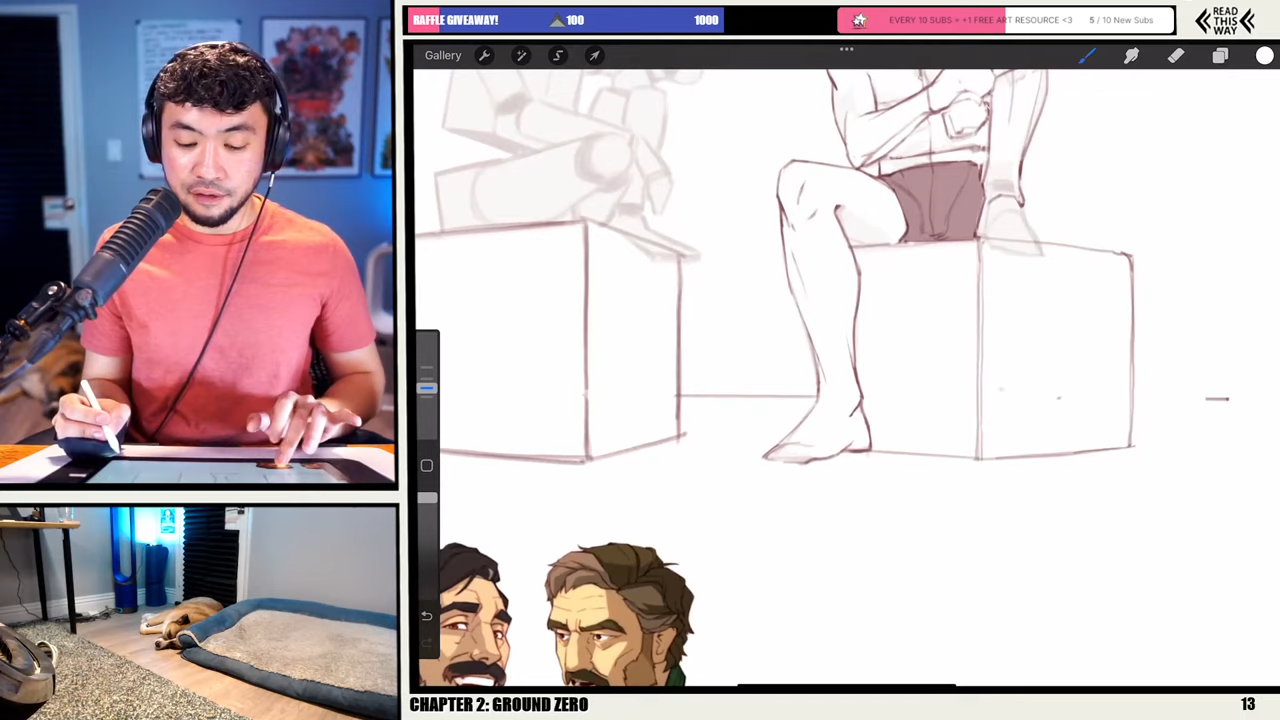 RAFFLE GIVEAWAY!
100
1000
EVERY 10 SUBS = +1 FREE ART RESOURCE <3
5 / 10 New Subs
READ
THIS
WAY
Gallery
CHAPTER 2: GROUND ZERO
13